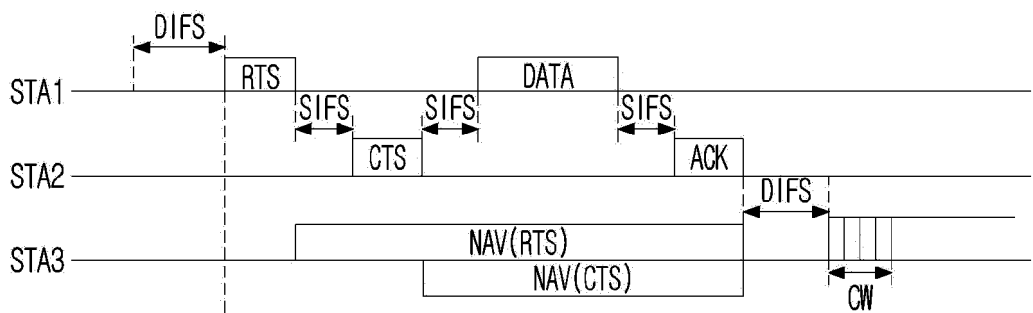 DIFS
STA1
RTS
DATA
SIFS
SIFS
SIFS
STA2
CTS
ACK
DIFS
STA3
NAV(RTS)
NAV(CTS)
CW